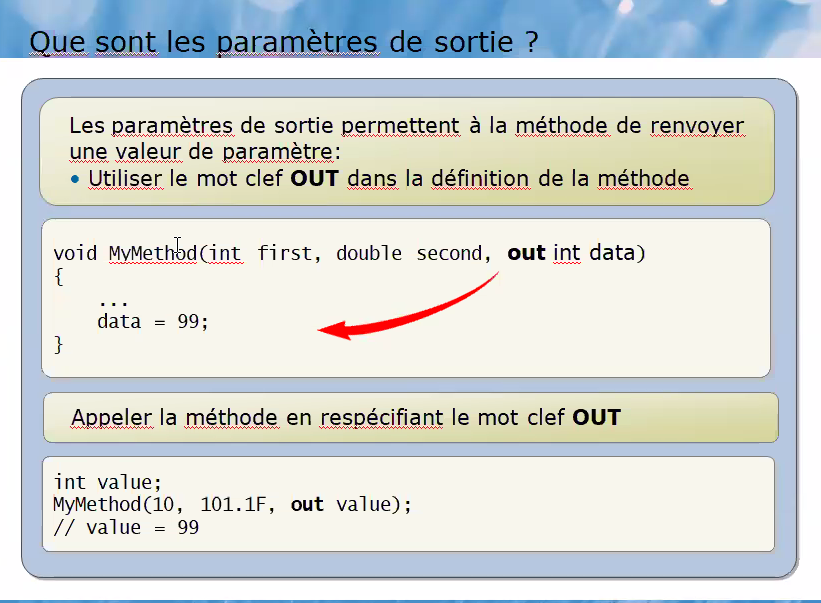 Que sont les paramètres de sortie ?
Les paramètres de sortie permettent à la méthode de renvoyer
une valeur de paramètre:
• Utiliser le mot clef OUT dans la définition de la méthode
void MyMethod(int first, double second, out int data)
{
...
data = 99;
}
Appeler la méthode en respécifiant le mot clef OUT
int value;
MyMethod(10, 101.1F, out value);
// value = 99